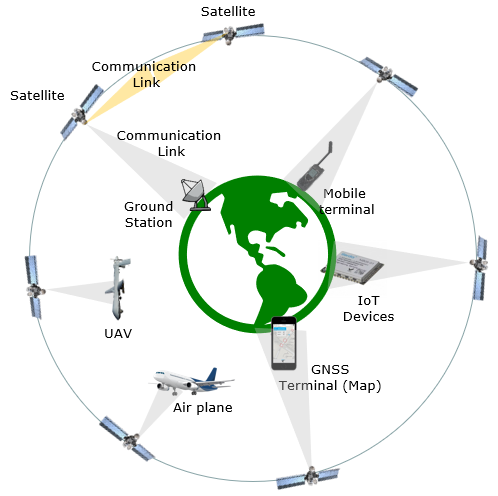 Satellite
Communication
Link
Satellite
Communication
Link
Mobile
terminal
Ground
Station
IoT
Devices
UAV
GNSS
Terminal (Map)
Air plane